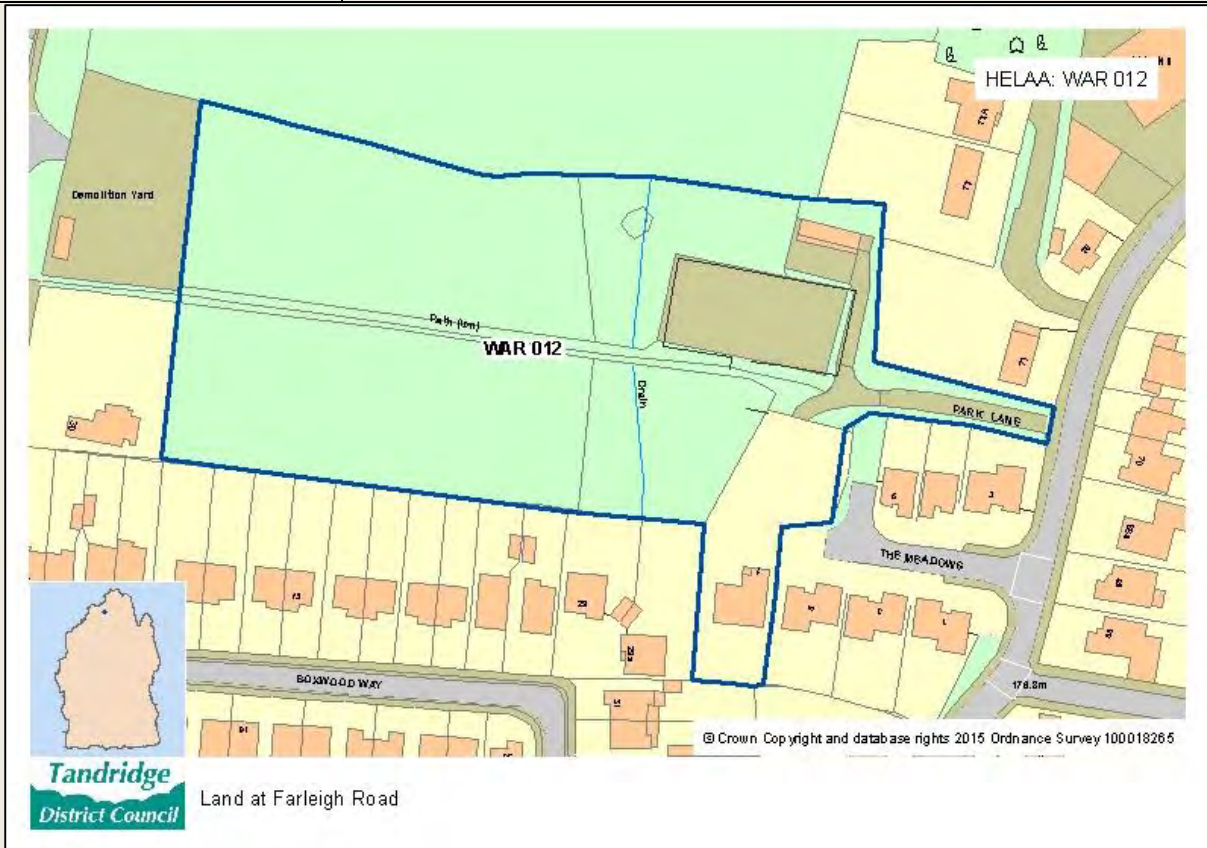 HELAA: WAR 012
Demolition Yard
Path (um)
WAR 012
Drain
PARK LANE
THE MEADOWS
BOXWOOD WAY
176.8m
© Crown Copyright and database rights 2015 Ordnance Survey 100018265
Tandridge
District Council
Land at Farleigh Road